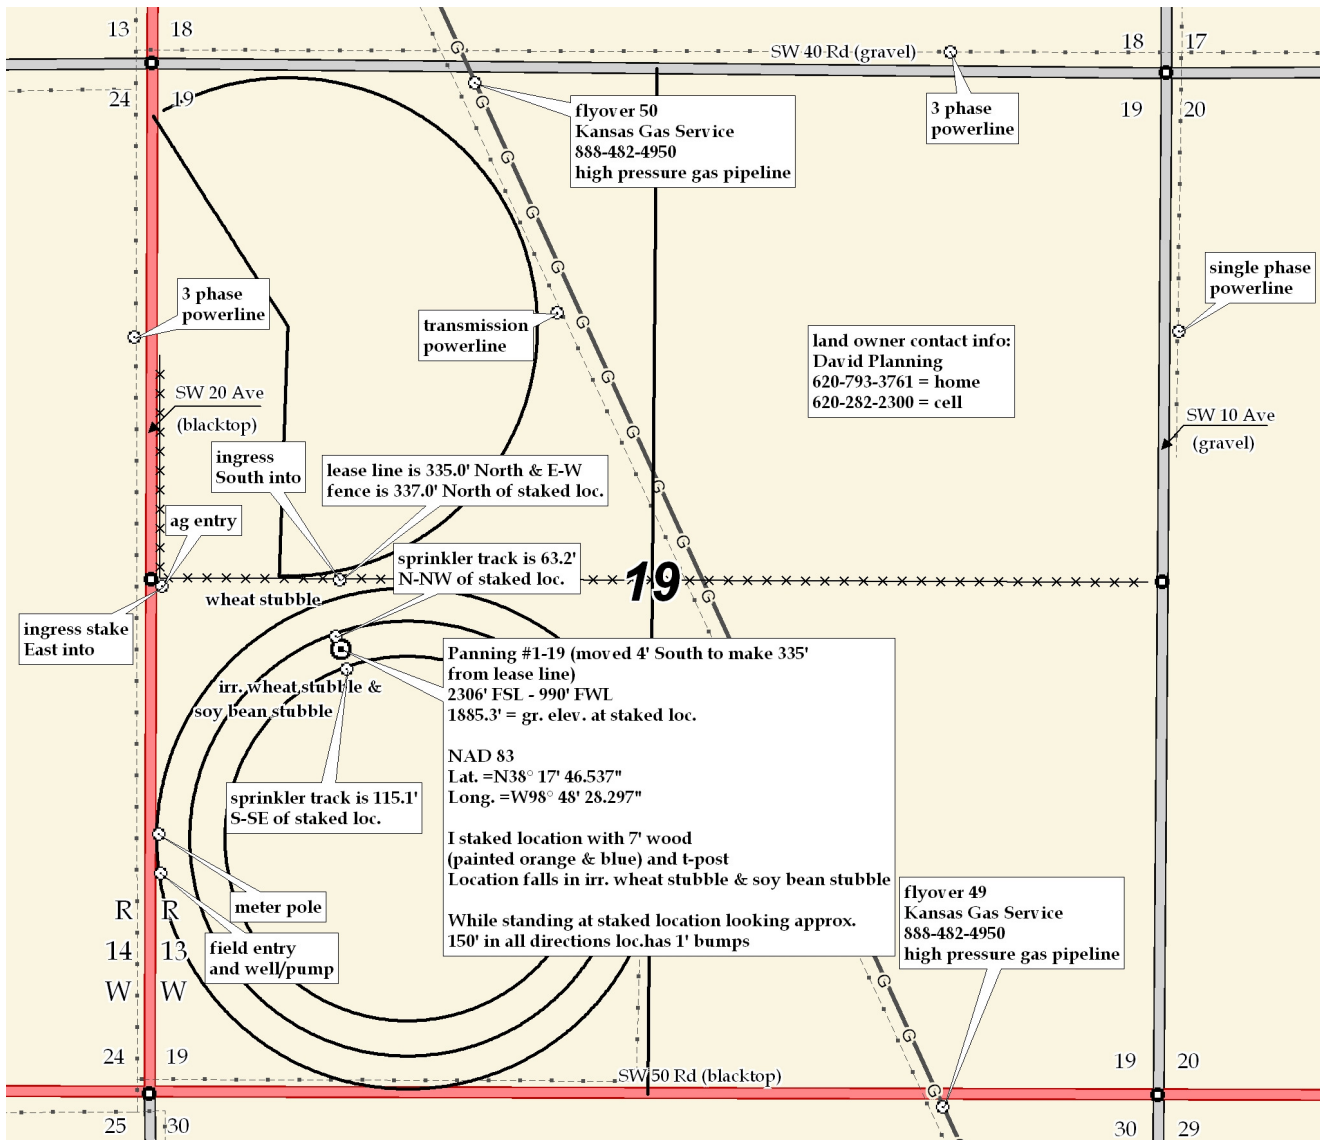 13 18
18 17
SW 40 Rd (gravel)
24 19
19 20
flyover 50
Kansas Gas Service
888-482-4950
high pressure gas pipeline
3 phase
powerline
single phase
powerline
3 phase
powerline
transmission
powerline
land owner contact info:
David Planning
620-793-3761 = home
620-282-2300 = cell
SW 20 Ave
(blacktop)
SW 10 Ave
(gravel)
ingress
South into
lease line is 335.0' North & E-W
fence is 337.0' North of staked loc.
ag entry
sprinkler track is 63.2'
N-NW of staked loc.
19
wheat stubble
ingress stake
East into
Panning #1-19 (moved 4' South to make 335'
from lease line)
2306' FSL - 990' FWL
1885.3' = gr. elev. at staked loc.
NAD 83
Lat. =N38° 17' 46.537"
Long. =W98° 48' 28.297"
I staked location with 7' wood
(painted orange & blue) and t-post
Location falls in irr. wheat stubble & soy bean stubble
While standing at staked location looking approx.
150' in all directions loc.has 1' bumps
irr. wheat stubble &
soy bean stubble
sprinkler track is 115.1'
S-SE of staked loc.
meter pole
field entry
and well/pump
flyover 49
Kansas Gas Service
888-482-4950
high pressure gas pipeline
R R
14 13
W W
24 19
19 20
SW 50 Rd (blacktop)
25 30
30 29
G
G
G
G
G
G
G
G
G
G
G
G
G
G